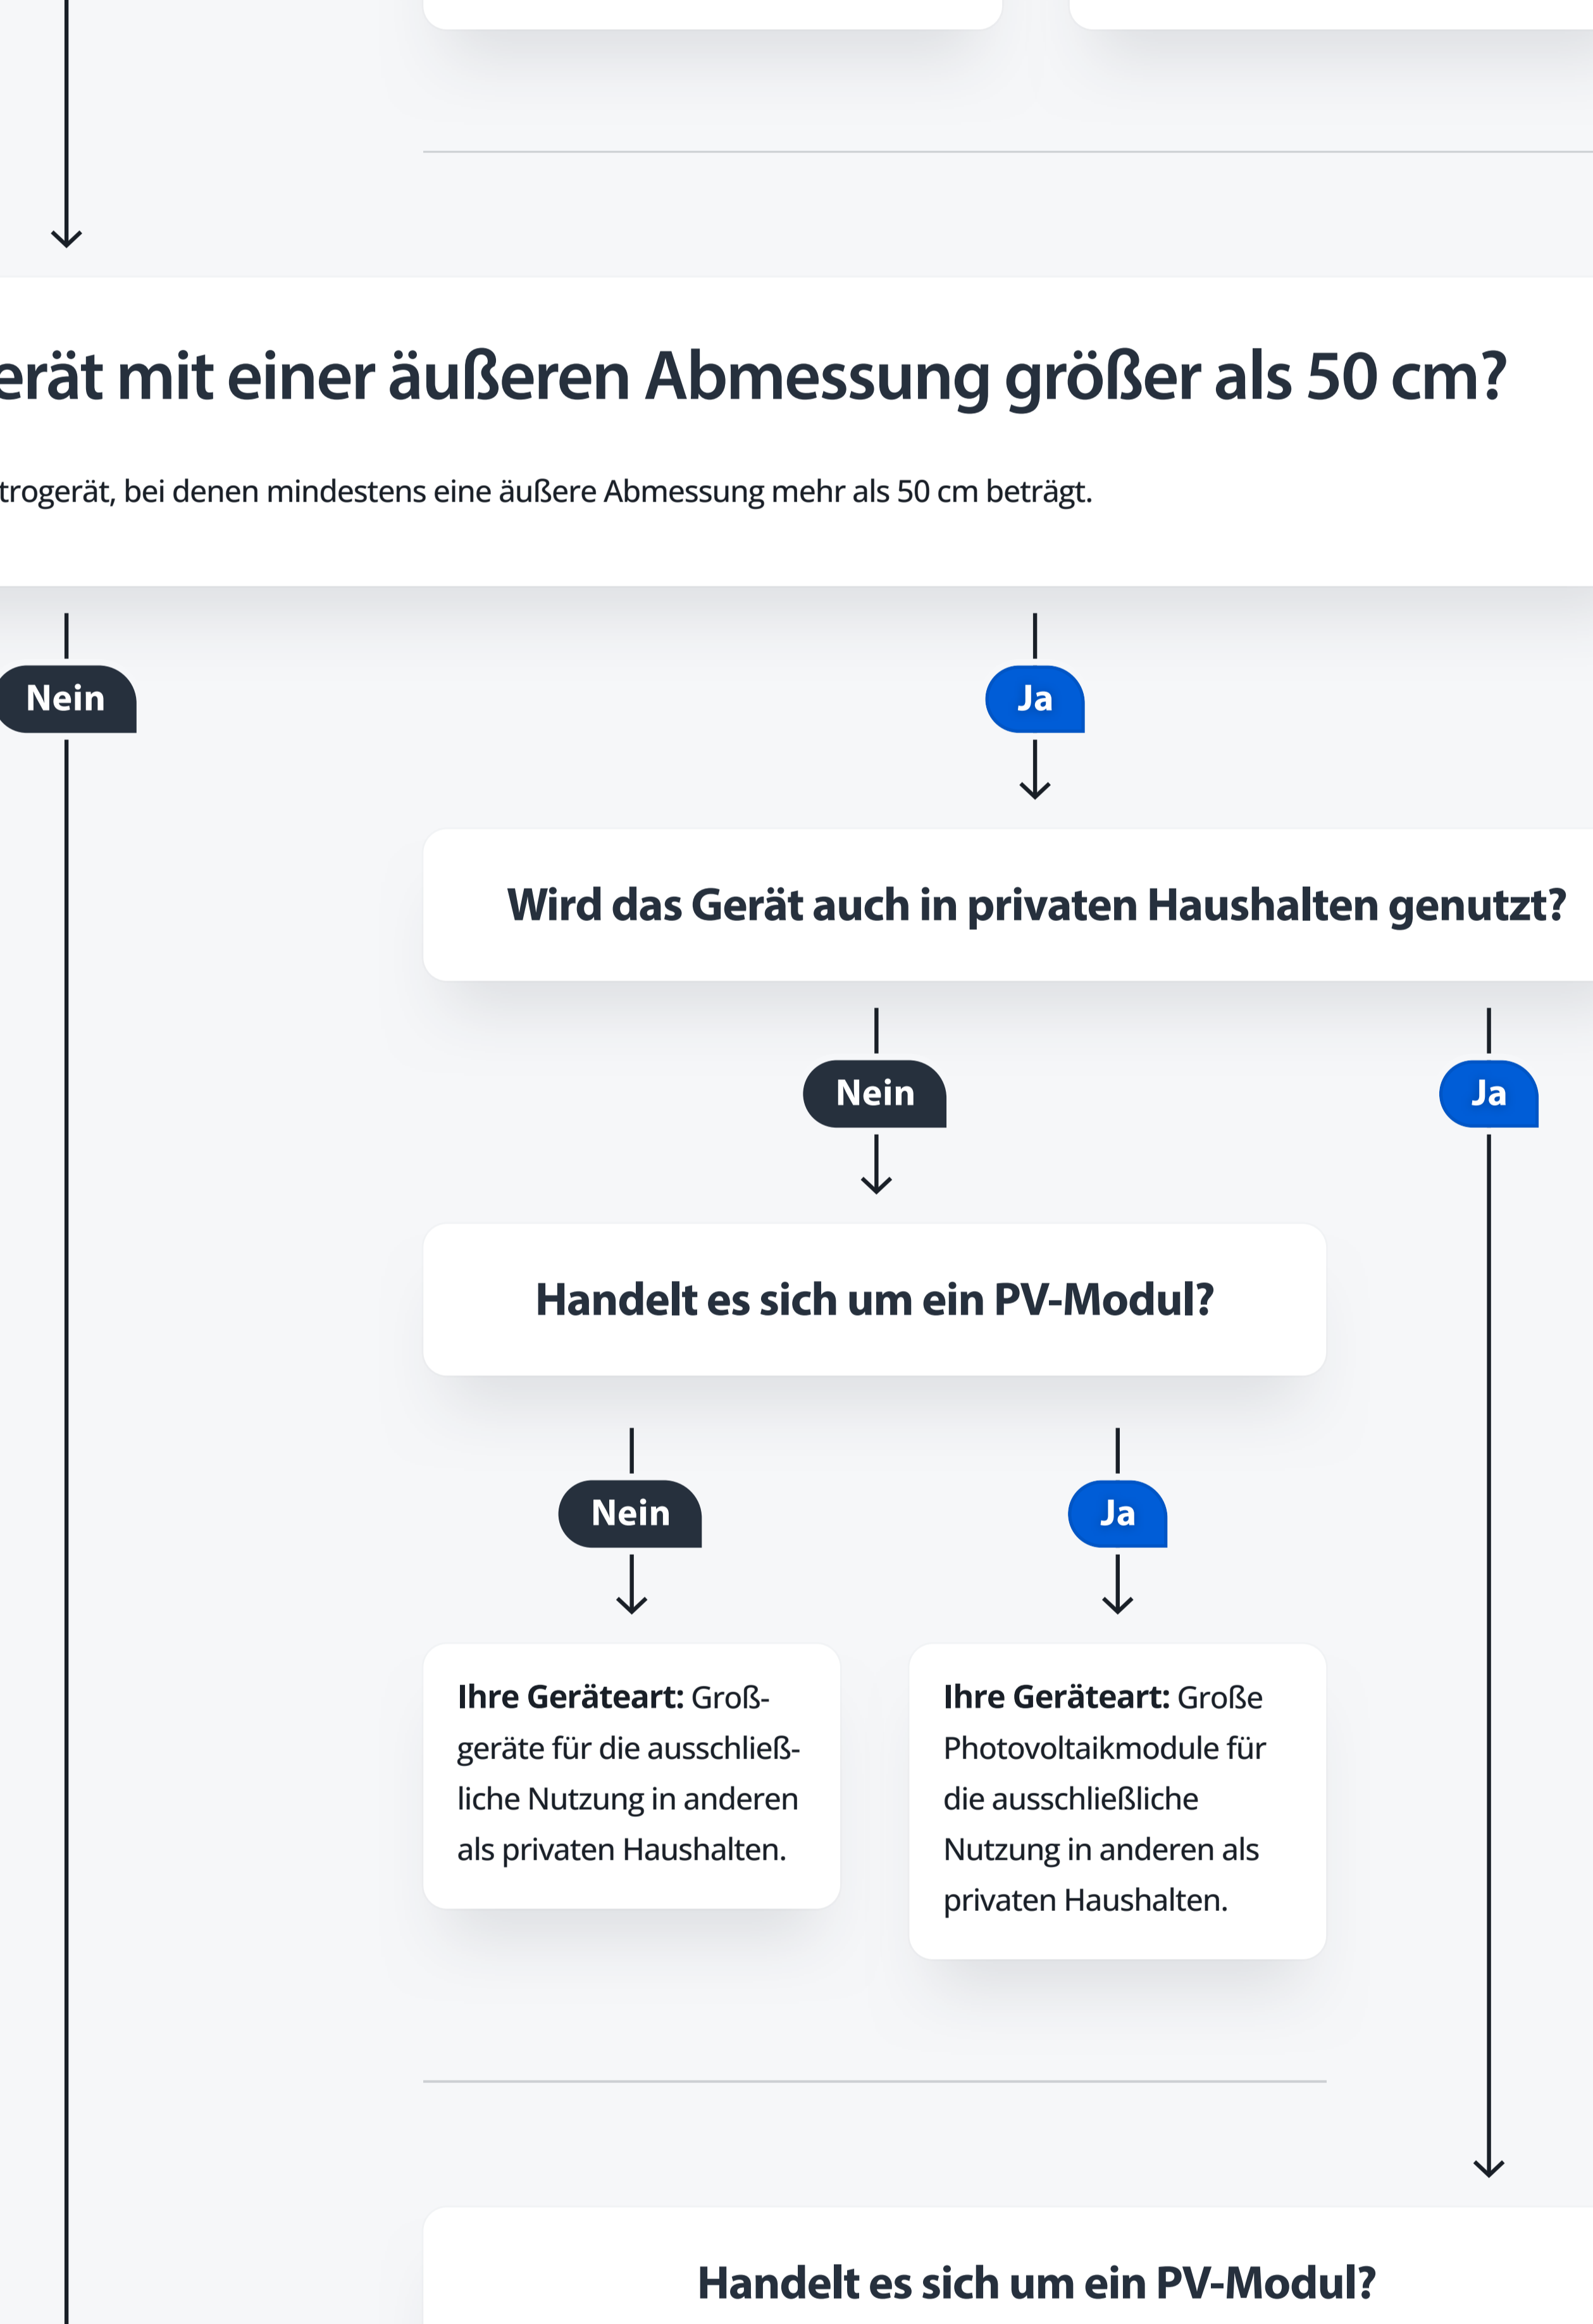 erät mit einer äußeren Abmessung größer als 50 cm?
trogerät, bei denen mindestens eine äußere Abmessung mehr als 50 cm beträgt.
Nein
Ja
Wird das Gerät auch in privaten Haushalten genutzt?
Nein
Ja
Handelt es sich um ein PV-Modul?
Nein
Ja
Ihre Geräteart: Groß-
geräte für die ausschließ-
liche Nutzung in anderen
als privaten Haushalten.
Ihre Geräteart: Große
Photovoltaikmodule für
die ausschließliche
Nutzung in anderen als
privaten Haushalten.
Handelt es sich um ein PV-Modul?